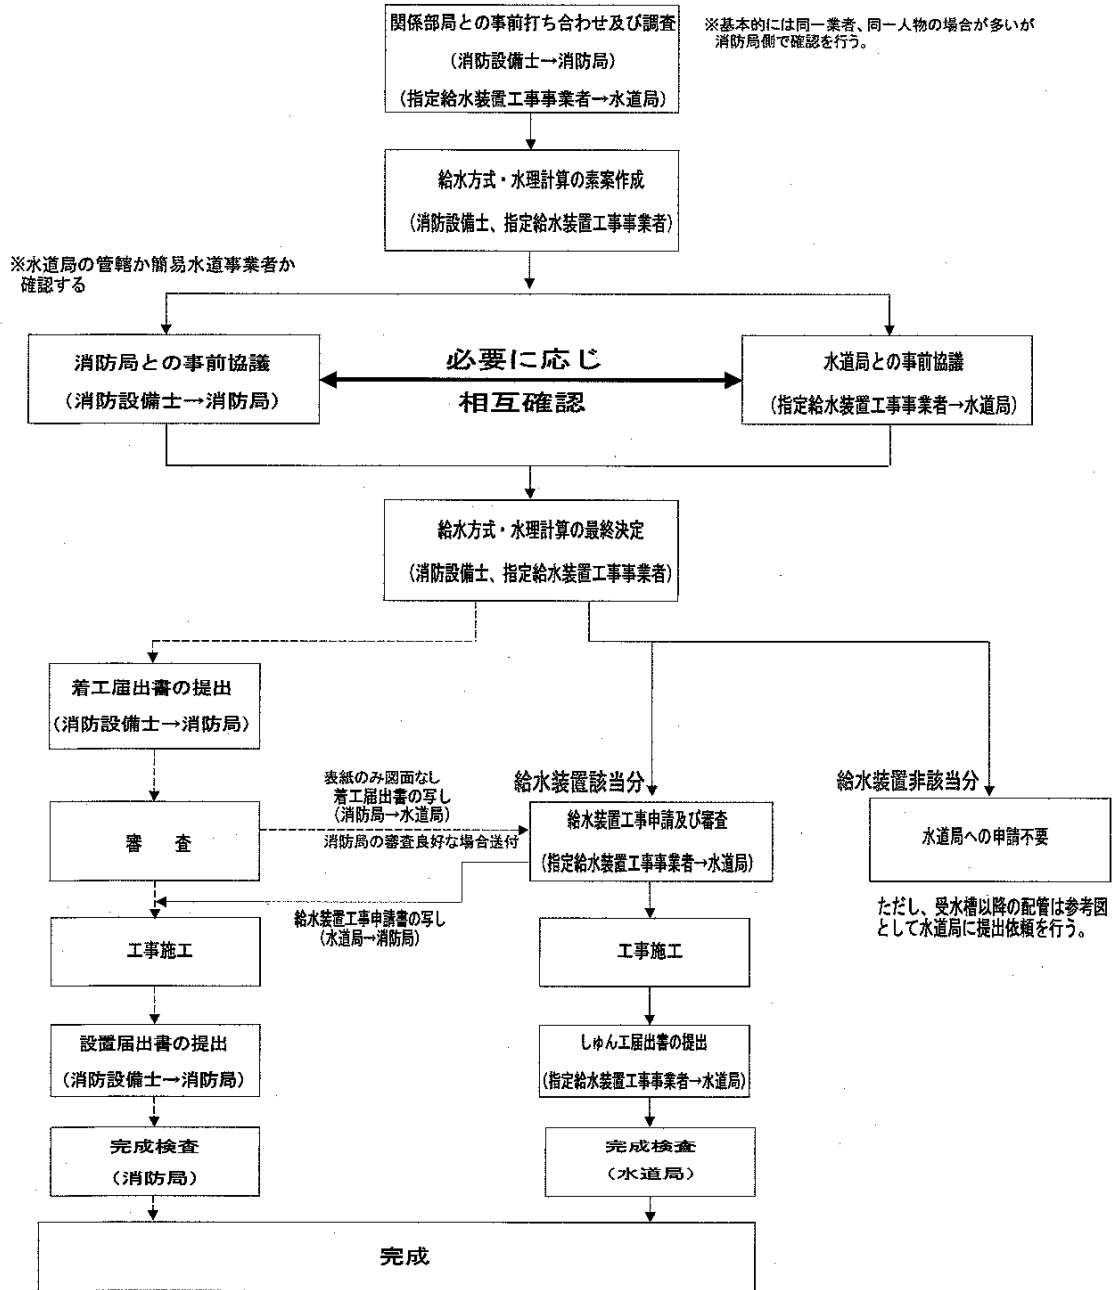 関係部局との事前打ち合わせ及び調査
(消防設備士→消防局)
(指定給水装置工事事業者→水道局)
※基本的には同一業者、同一人物の場合が多いが
消防局側で確認を行う。
給水方式・水理計算の素案作成
(消防設備士、指定給水装置工事事業者)
※水道局の管轄か簡易水道事業者か
確認する
消防局との事前協議
(消防設備士→消防局)
必要に応じ
相互確認
水道局との事前協議
(指定給水装置工事事業者→水道局)
給水方式・水理計算の最終決定
(消防設備士、指定給水装置工事事業者)
着工届出書の提出
(消防設備士→消防局)
表紙のみ図面なし
着工届出書の写し
(消防局→水道局)
消防局の審査良好な場合送付
審 査
給水装置該当分
給水装置工事申請及び審査
(指定給水装置工事事業者→水道局)
給水装置非該当分
水道局への申請不要
ただし、受水槽以降の配管は参考図
として水道局に提出依頼を行う。
給水装置工事申請書の写し
(水道局→消防局)
工事施工
工事施工
設置届出書の提出
(消防設備士→消防局)
しゅん工届出書の提出
(指定給水装置工事事業者→水道局)
完成検査
(消防局)
完成検査
(水道局)
完成